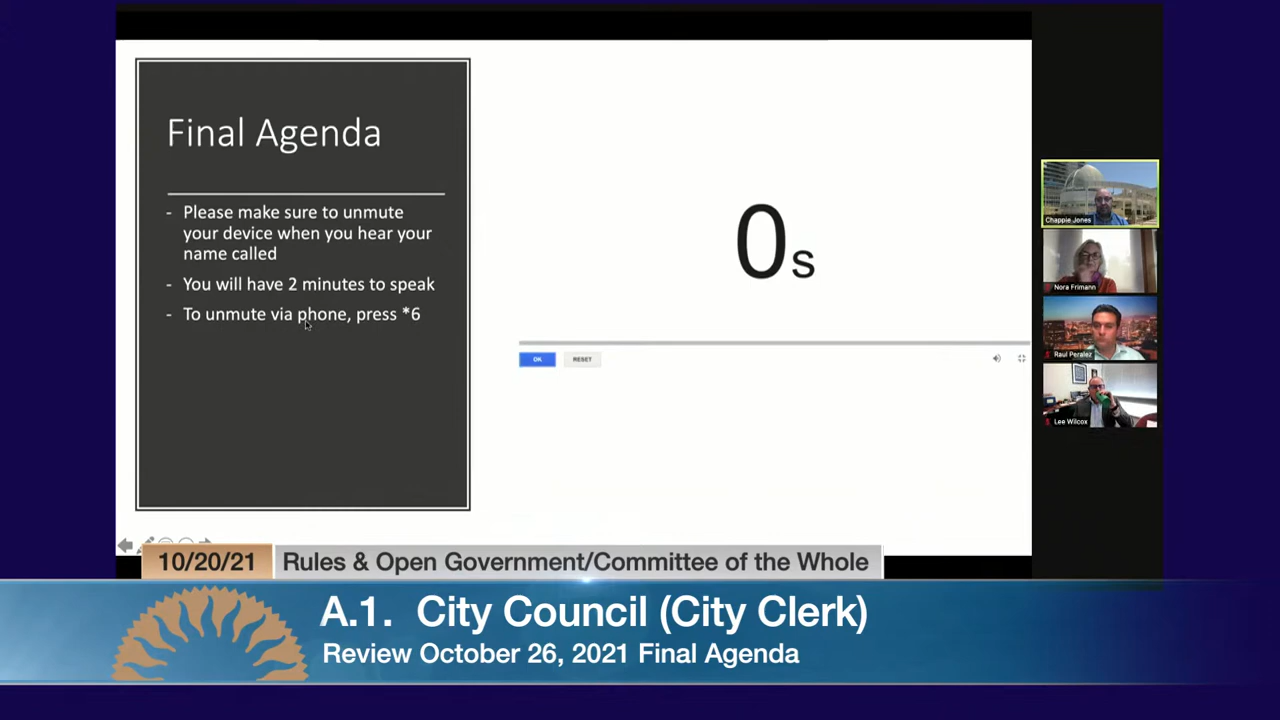 Final Agenda
- Please make sure to unmute
your device when you hear your
name called
- You will have 2 minutes to speak
- To unmute via phone, press *6
0s
OK
RESET
Chappie Jones
Nora Frimann
Raul Peralez
Lee Wilcox
10/20/21
Rules & Open Government/Committee of the Whole
A.1. City Council (City Clerk)
Review October 26, 2021 Final Agenda